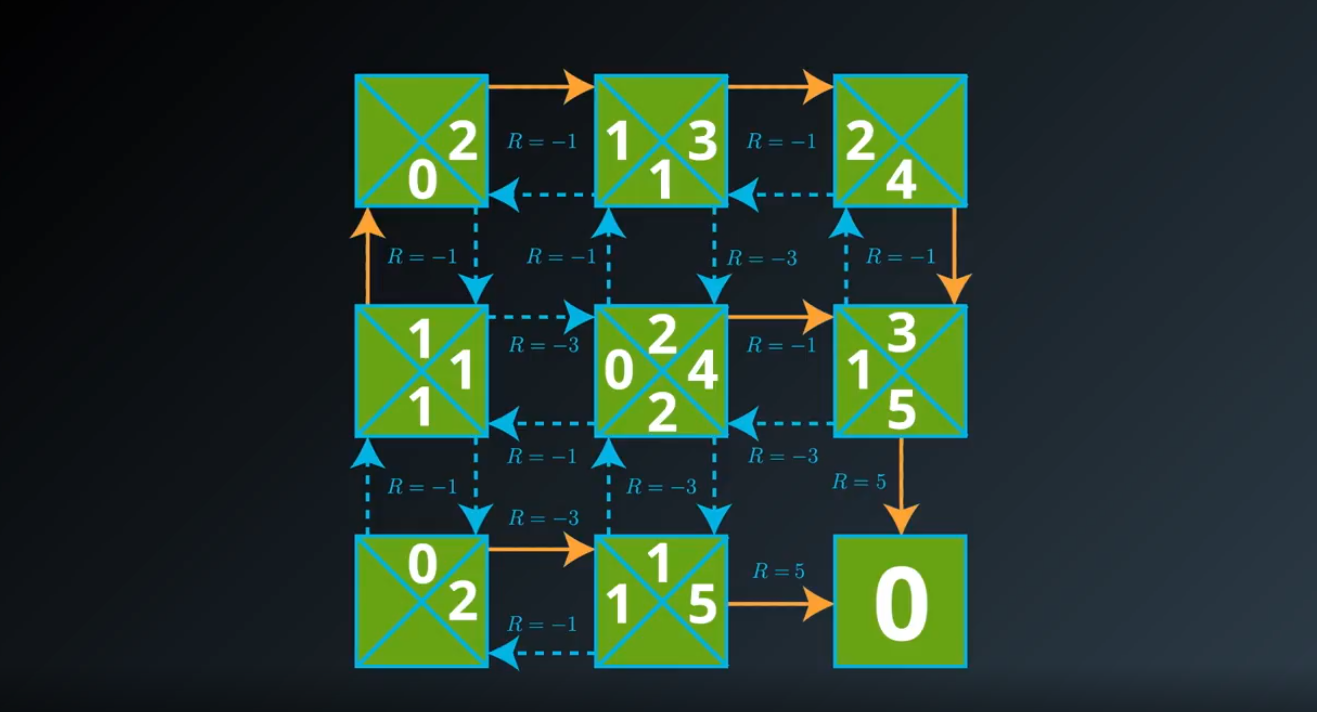 2
0
R = −1
1
3
1
R = −1
2
4
R = −1
R = −1
R = −3
R = −1
1
1
1
R = −3
2
0
4
2
R = −1
3
1
5
R = −1
R = −3
R = −1
R = −3
R = 5
R = −3
0
2
R = −1
1
1
5
R = 5
0